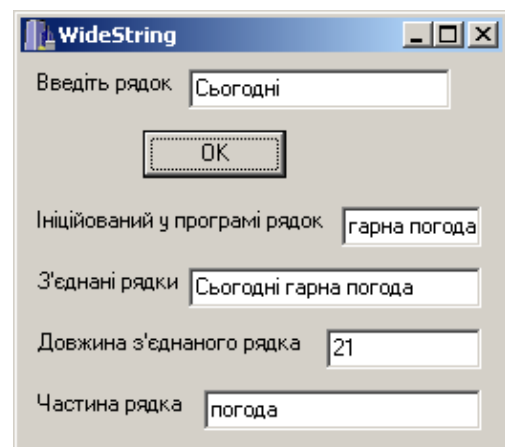 WideString
Введіть рядок Сьогодні
OK
Ініційований у програмі рядок гарна погода
З'єднані рядки Сьогодні гарна погода
Довжина з'єднаного рядка 21
Частина рядка погода